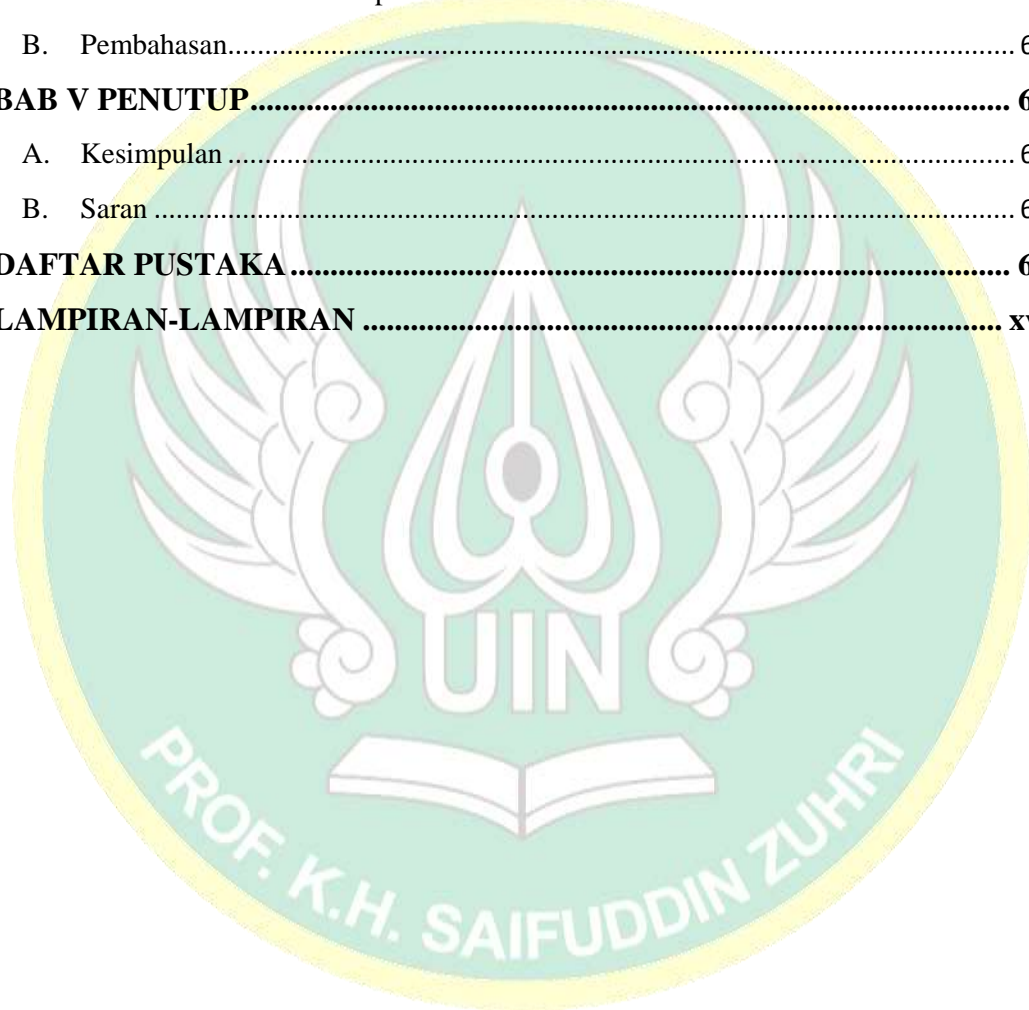 B. Pembahasan.......... 6
BAB V PENUTUP.......... 6
A. Kesimpulan .......... 6
B. Saran .......... 6
DAFTAR PUSTAKA .......... 6
LAMPIRAN-LAMPIRAN .......... xv
UIN
PROF. K.H. SAIFUDDIN ZUHRI